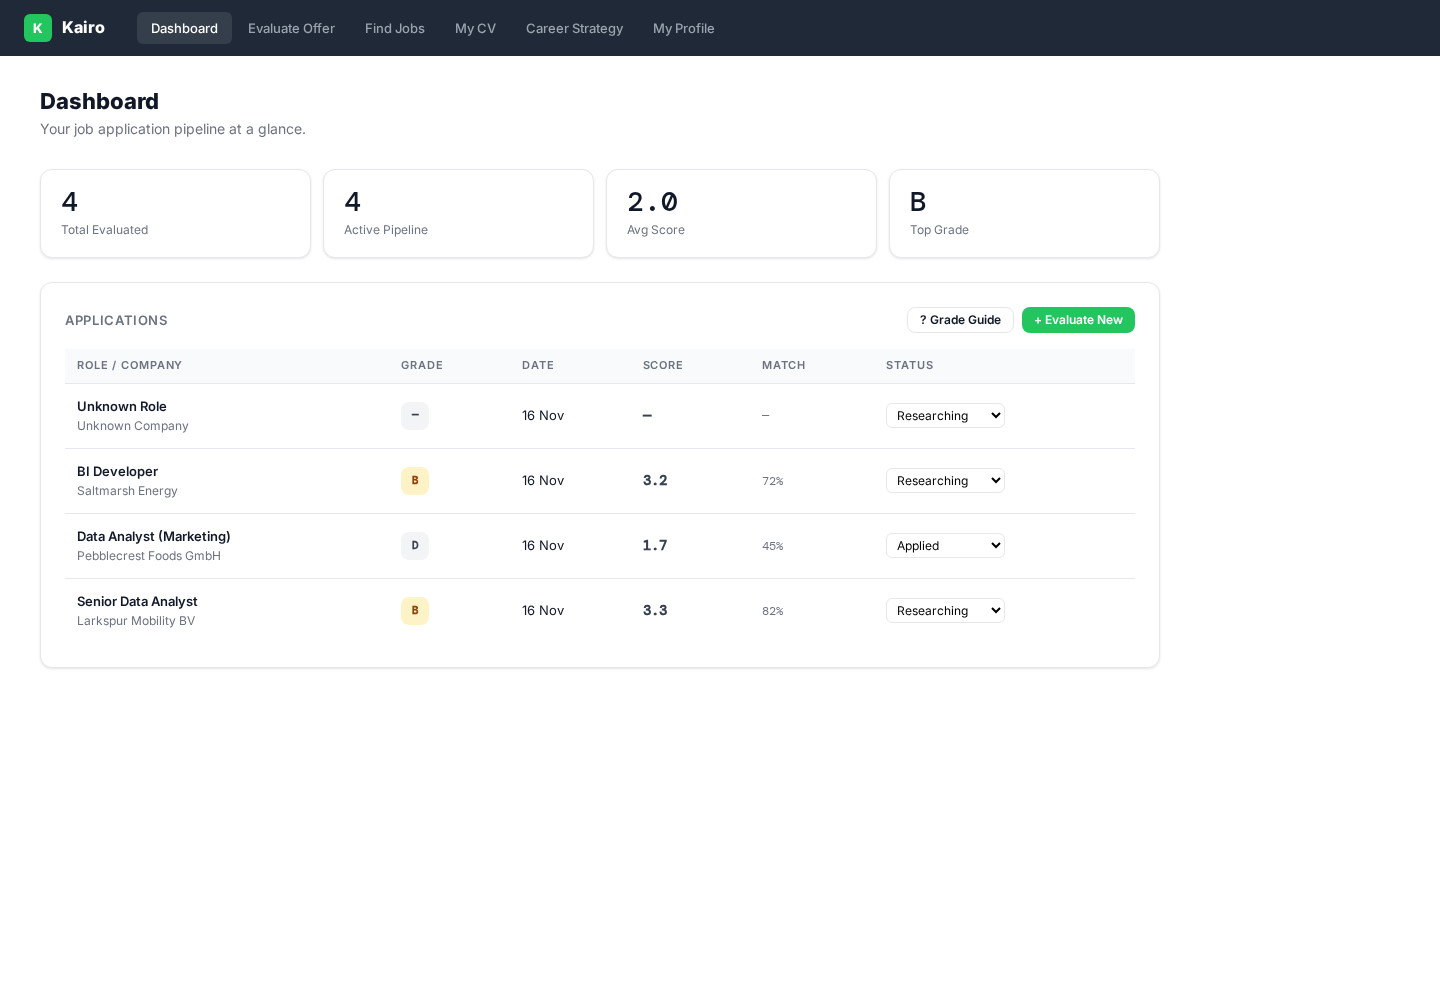 K Kairo Dashboard Evaluate Offer Find Jobs My CV Career Strategy My Profile
Dashboard
Your job application pipeline at a glance.
4 4 2.0 B
Total Evaluated Active Pipeline Avg Score Top Grade
APPLICATIONS ? Grade Guide + Evaluate New
ROLE / COMPANY GRADE DATE SCORE MATCH STATUS
Unknown Role
Unknown Company
— 16 Nov — — Researching
BI Developer
Saltmarsh Energy
B 16 Nov 3.2 72% Researching
Data Analyst (Marketing)
Pebblecrest Foods GmbH
D 16 Nov 1.7 45% Applied
Senior Data Analyst
Larkspur Mobility BV
B 16 Nov 3.3 82% Researching